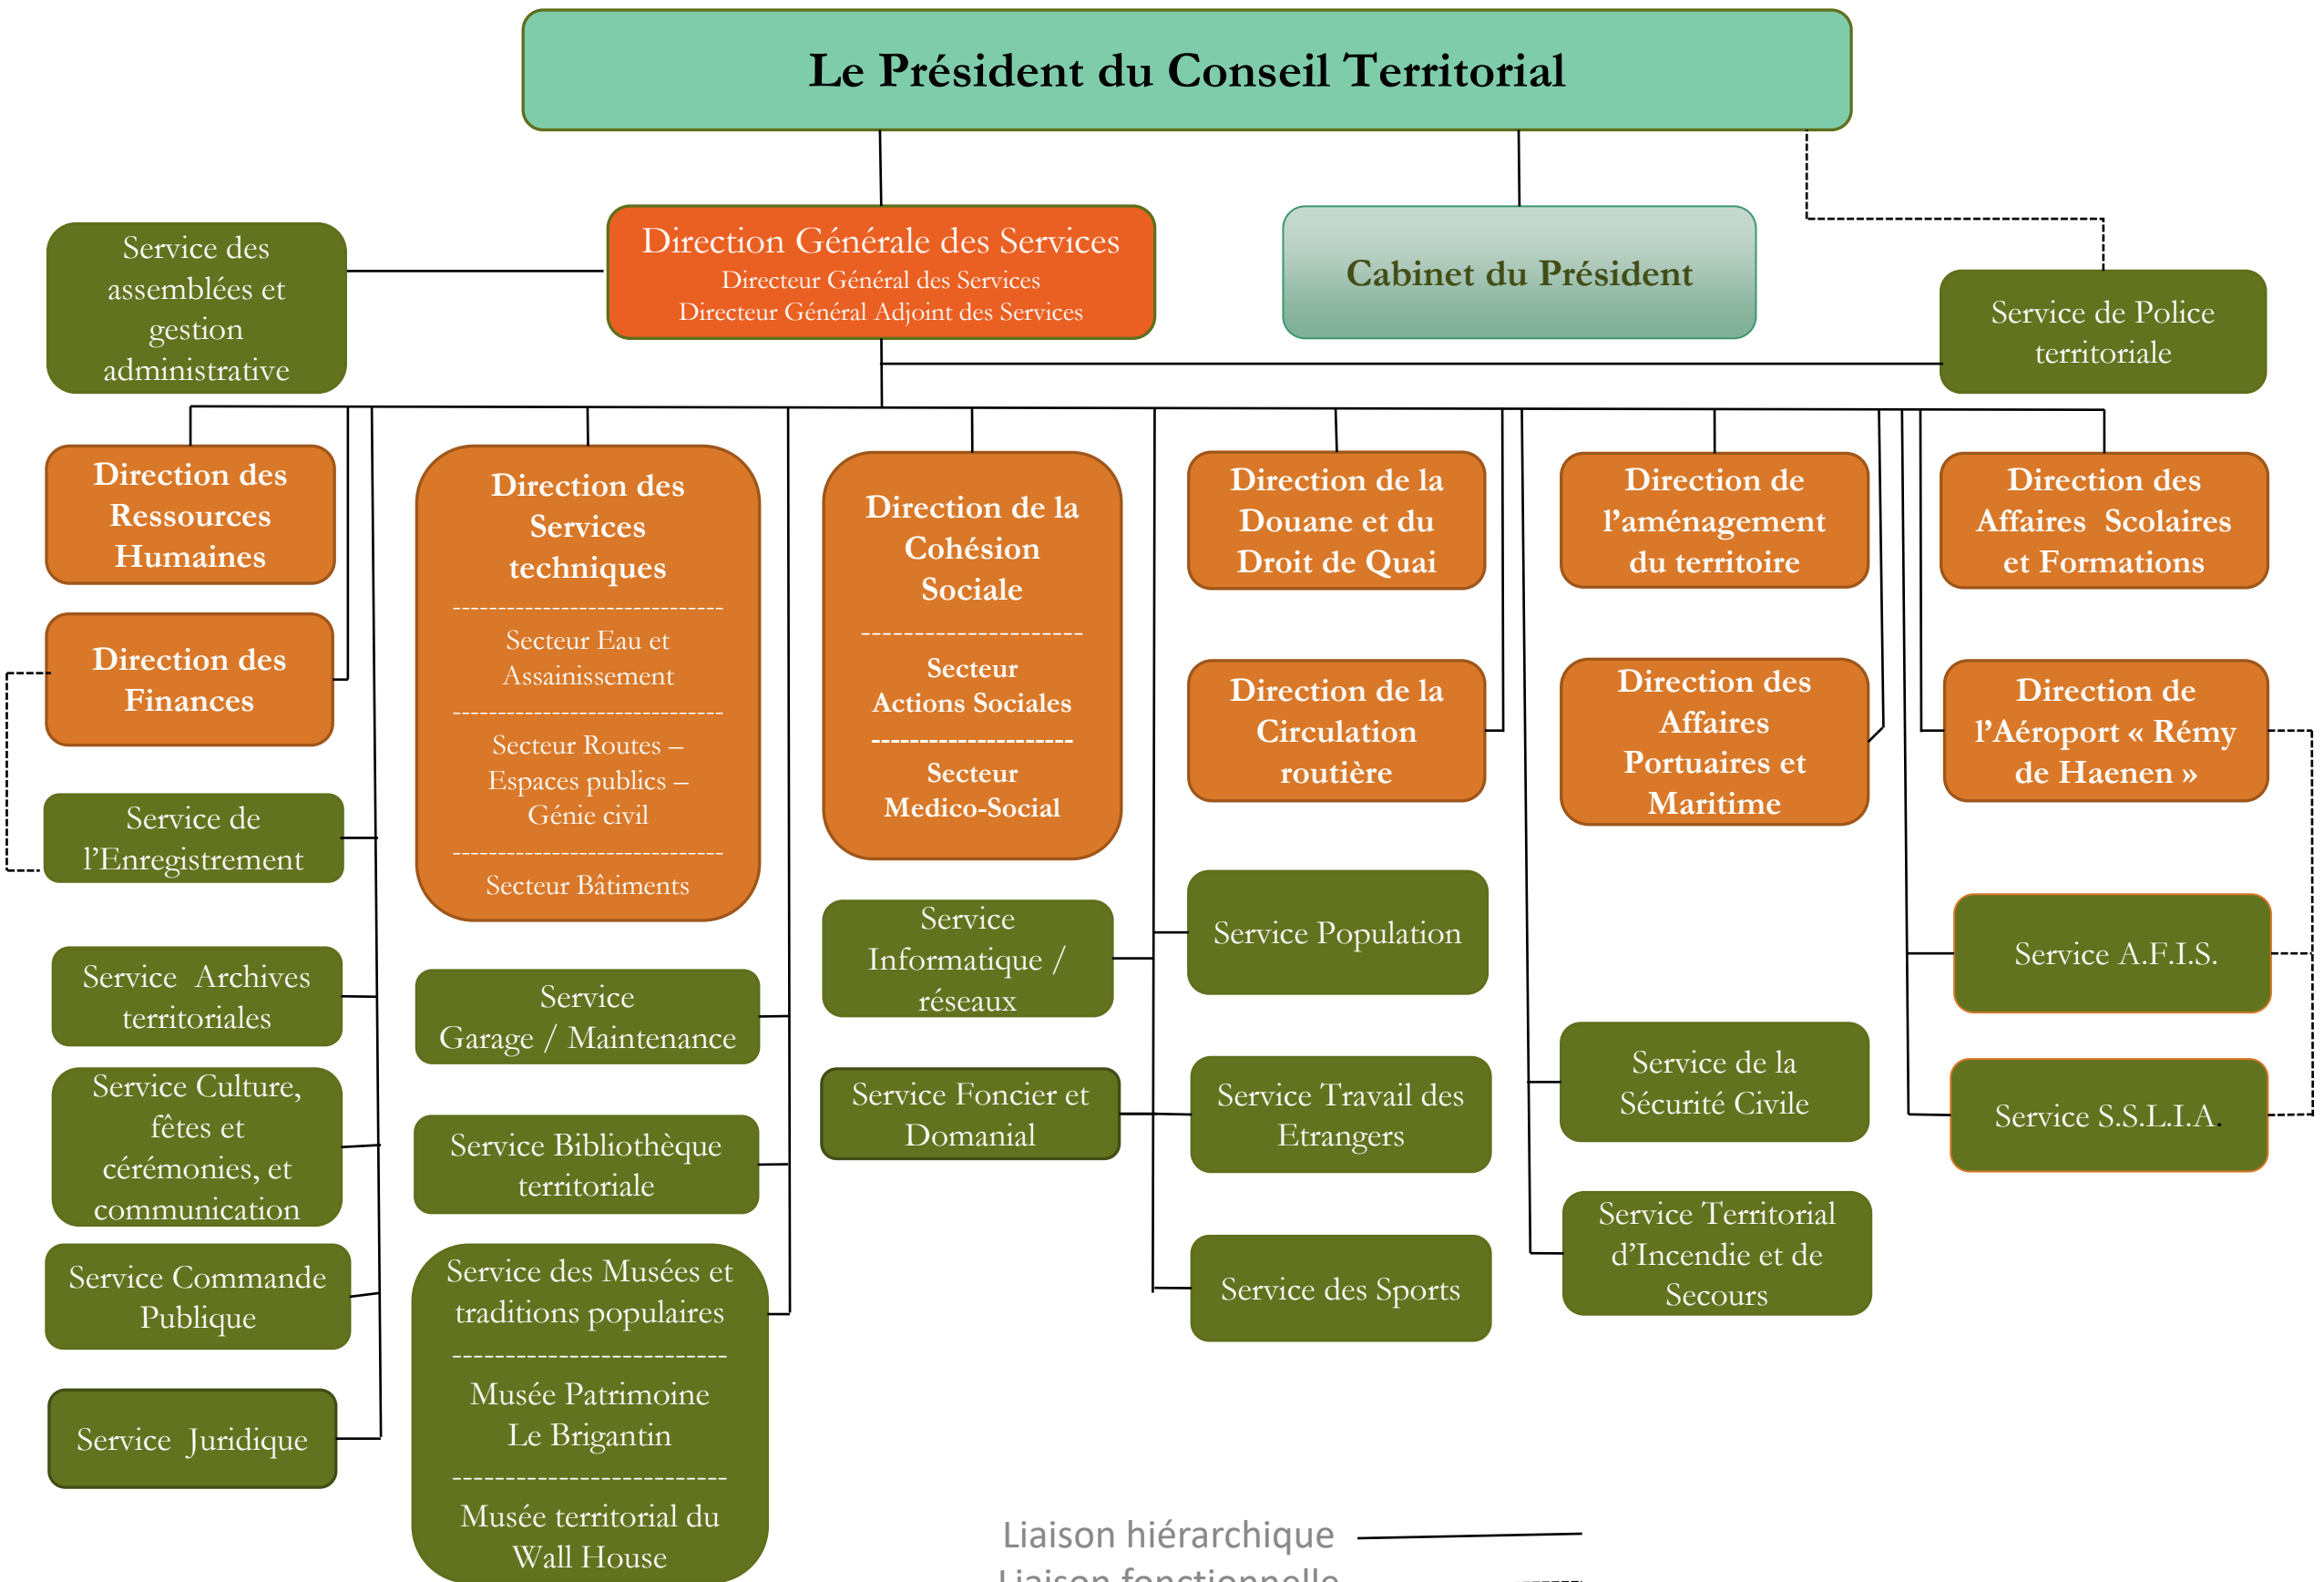 Le Président du Conseil Territorial
Service des
assemblées et
gestion
administrative
Direction Générale des Services
Directeur Général des Services
Directeur Général Adjoint des Services
Cabinet du Président
Service de Police
territoriale
Direction des
Ressources
Humaines
Direction des
Finances
Service de
l’Enregistrement
Service Archives
territoriales
Service Culture,
fêtes et
cérémonies, et
communication
Service Commande
Publique
Service Juridique
Direction des
Services
techniques
------------------------------
Secteur Eau et
Assainissement
------------------------------
Secteur Routes –
Espaces publics –
Génie civil
------------------------------
Secteur Bâtiments
Service
Garage / Maintenance
Service Bibliothèque
territoriale
Service des Musées et
traditions populaires
--------------------------
Musée Patrimoine
Le Brigantin
--------------------------
Musée territorial du
Wall House
Direction de la
Cohésion
Sociale
---------------------
Secteur
Actions Sociales
---------------------
Secteur
Medico-Social
Service
Informatique /
réseaux
Service Foncier et
Domanial
Direction de la
Douane et du
Droit de Quai
Direction de la
Circulation
routière
Service Population
Service Travail des
Etrangers
Service des Sports
Direction de
l’aménagement
du territoire
Direction des
Affaires
Portuaires et
Maritime
Service de la
Sécurité Civile
Service Territorial
d’Incendie et de
Secours
Direction des
Affaires Scolaires
et Formations
Direction de
l’Aéroport « Rémy
de Haenen »
Service A.F.I.S.
Service S.S.L.I.A.
Liaison hiérarchique
Liaison fonctionnelle